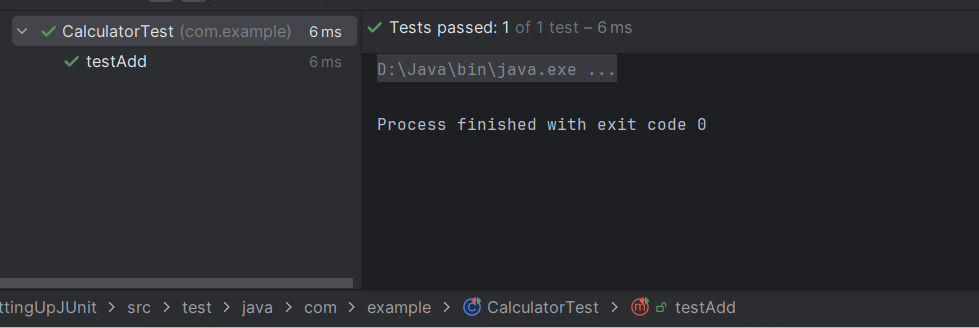 CalculatorTest (com.example) 6 ms
testAdd 6 ms
Tests passed: 1 of 1 test – 6 ms
D:\Java\bin\java.exe ...
Process finished with exit code 0
ttingUpJUnit > src > test > java > com > example > CalculatorTest > testAdd